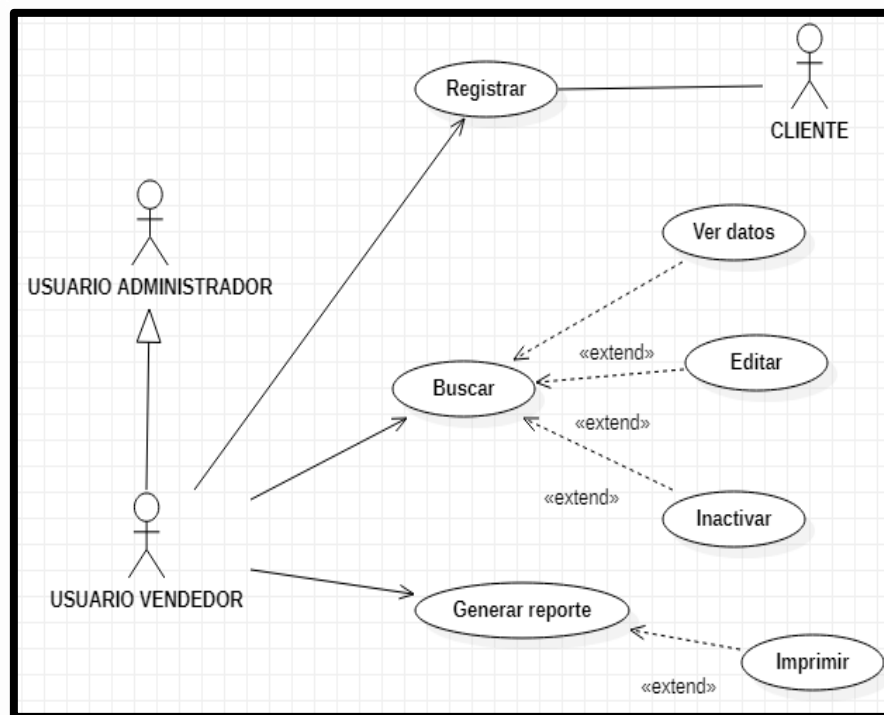 Registrar
CLIENTE
Ver datos
USUARIO ADMINISTRADOR
«extend»
Editar
Buscar
«extend»
«extend»
Inactivar
USUARIO VENDEDOR
Generar reporte
Imprimir
«extend»